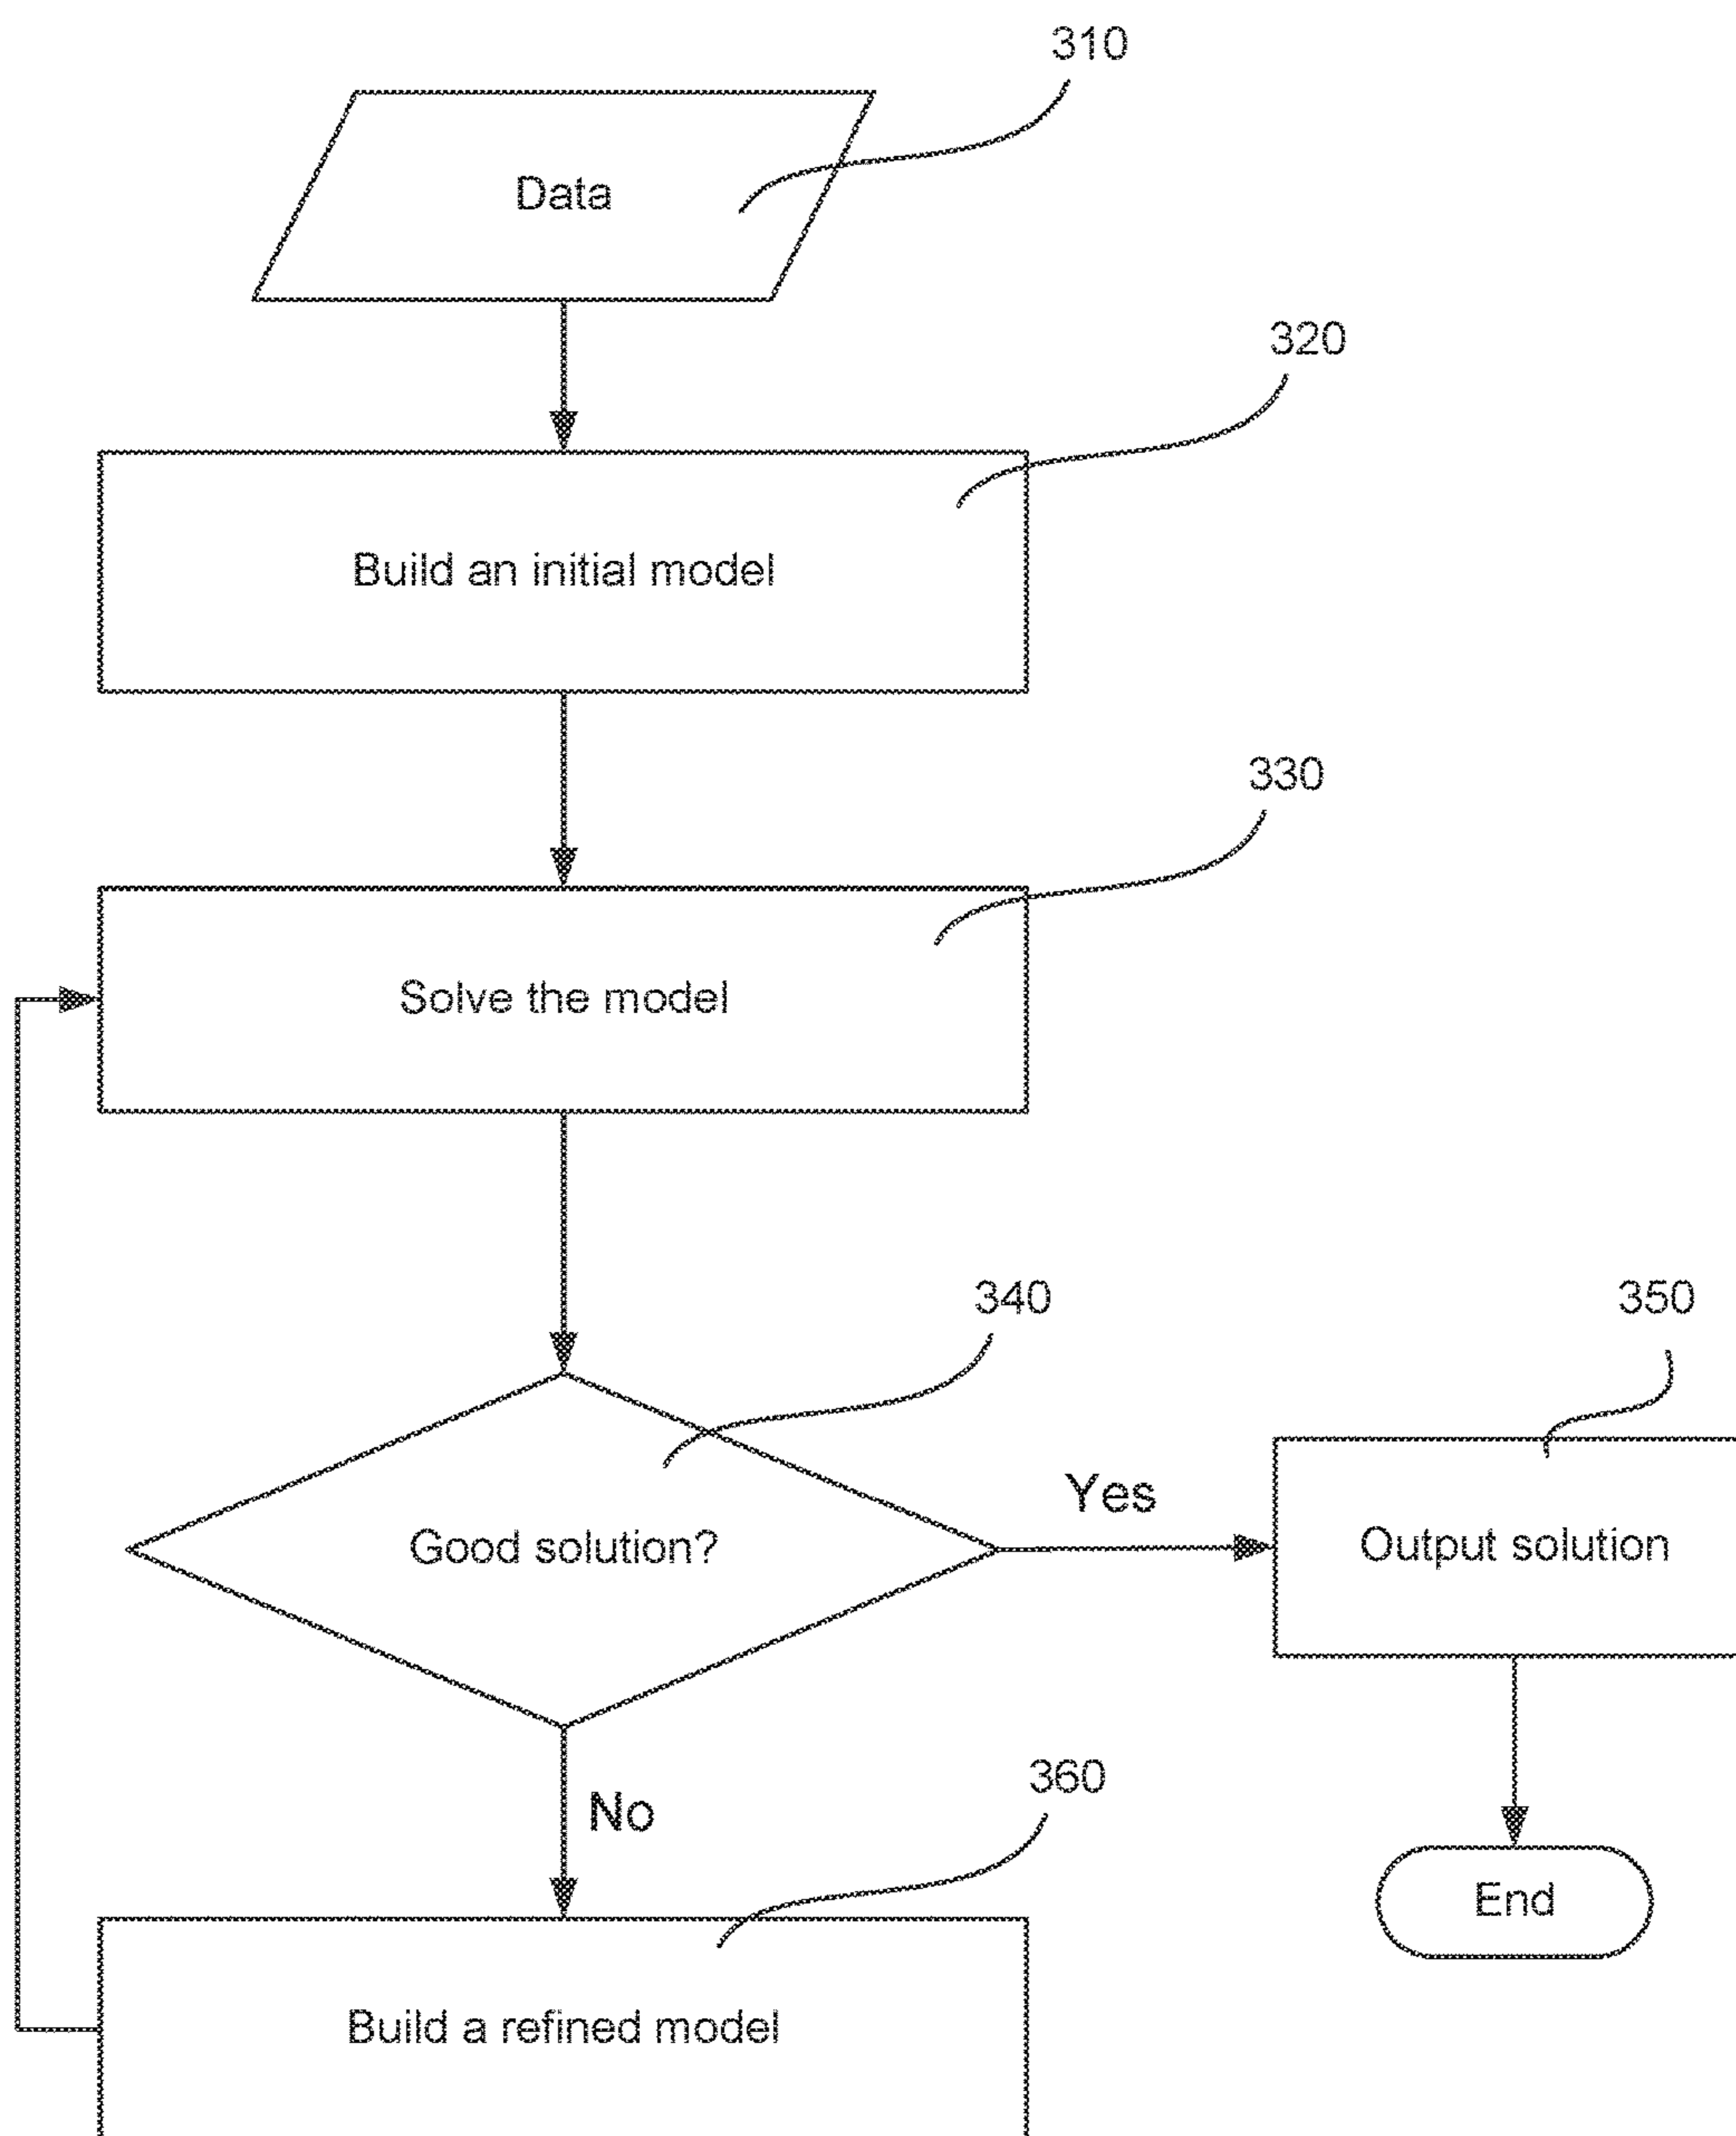 310
Data
320
Build an initial model
330
Solve the model
340
350
Yes
Good solution?
Output solution
360
No
End
Build a refined model